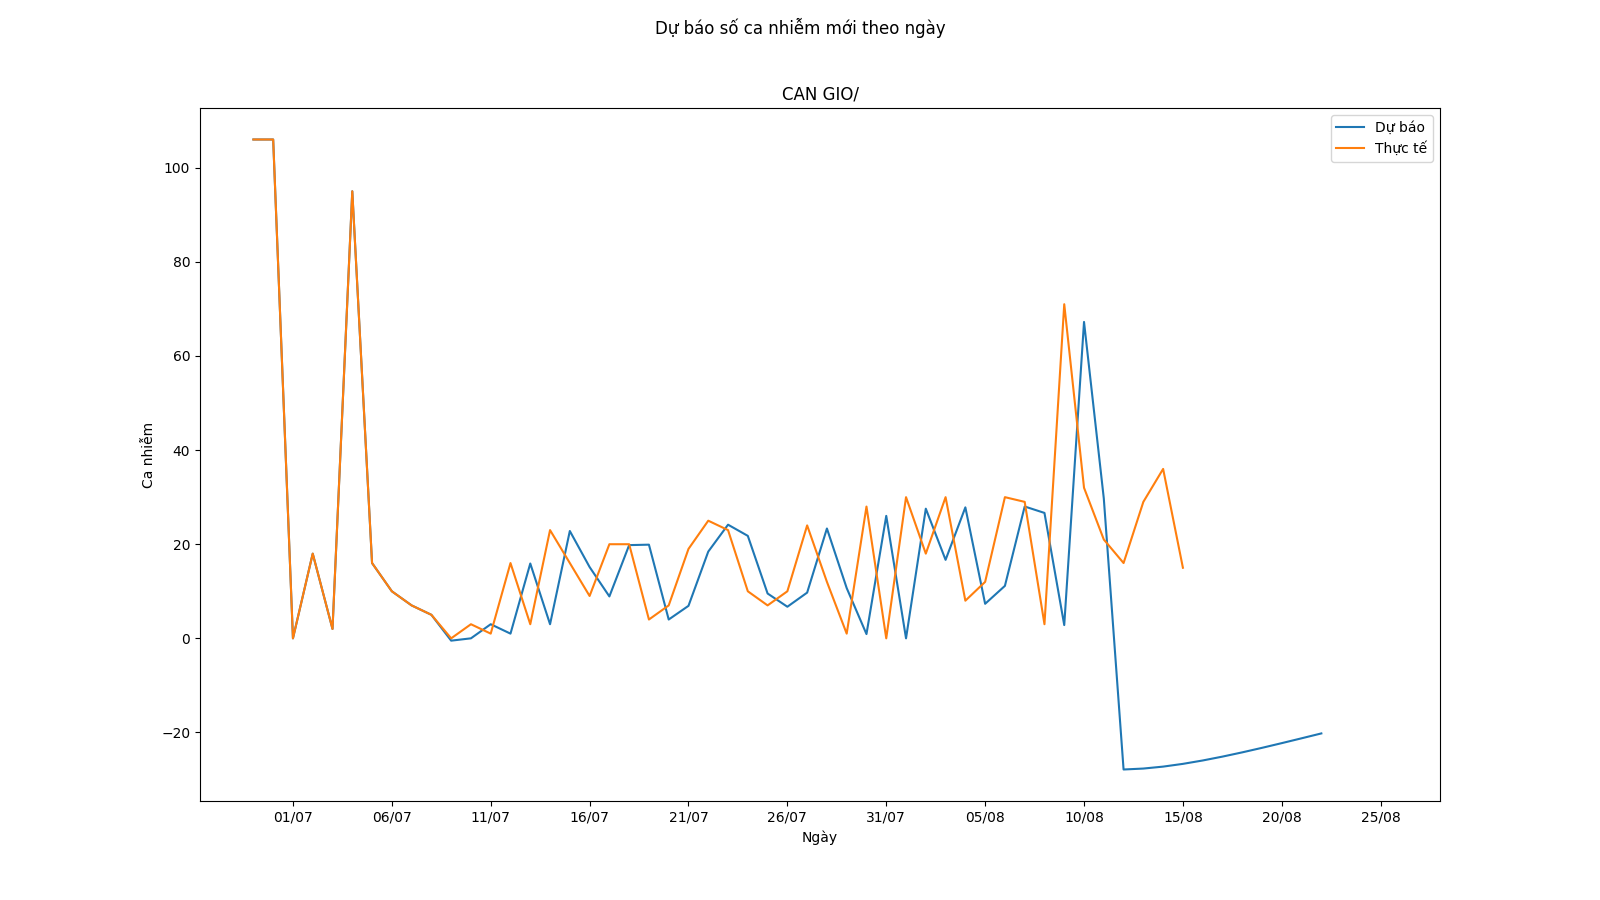 Dự báo số ca nhiễm mới theo ngày
CAN GIO/
Dự báo
Thực tế
100
80
60
40
20
0
−20
Ca nhiễm
01/07 06/07 11/07 16/07 21/07 26/07 31/07 05/08 10/08 15/08 20/08 25/08
Ngày